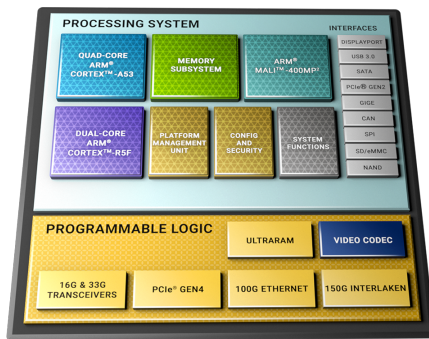 PROCESSING SYSTEM
INTERFACES
QUAD-CORE
ARM®
CORTEX™-A53
MEMORY
SUBSYSTEM
ARM®
MALI™-400MP²
DISPLAYPORT
USB 3.0
SATA
PCIe® GEN2
GIGE
CAN
SPI
SD/eMMC
NAND
DUAL-CORE
ARM®
CORTEX™-R5F
PLATFORM
MANAGEMENT
UNIT
CONFIG
AND
SECURITY
SYSTEM
FUNCTIONS
PROGRAMMABLE LOGIC
ULTRARAM
VIDEO CODEC
16G & 33G
TRANSCEIVERS
PCIe® GEN4
100G ETHERNET
150G INTERLAKEN